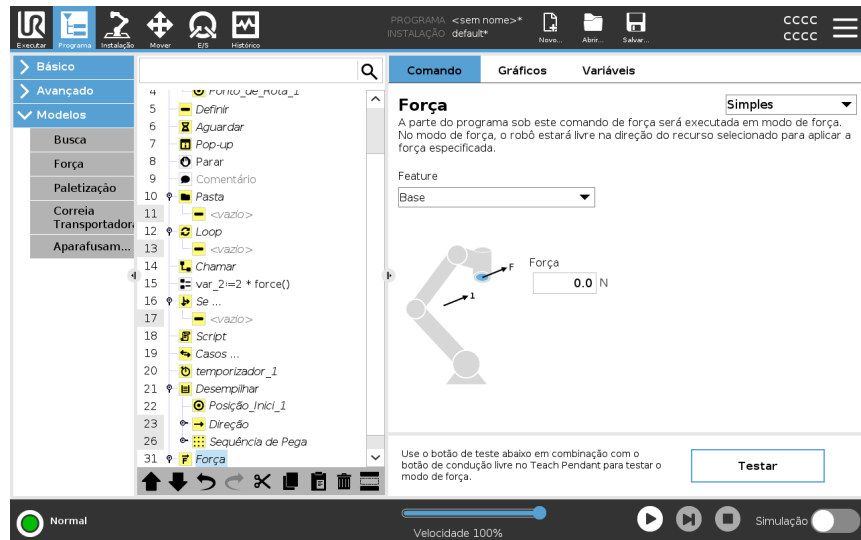 PROGRAMA <sem nome>*
INSTALAÇÃO default*
CCCC
CCCC
Executar Programa Instalação Mover E/S Histórico
Novo... Abrir... Salvar...
Básico
Avançado
Modelos
Busca
Força
Paletização
Correia
Transportadora
Aparafusam...
4 Ponto_de_Rota_1
5 Definir
6 Aguardar
7 Pop-up
8 Parar
9 Comentário
10 Pasta
11 <vazio>
12 Loop
13 <vazio>
14 Chamar
15 var_2≔2 * force()
16 Se ...
17 <vazio>
18 Script
19 Casos ...
20 temporizador_1
21 Desempilhar
22 Posição_Inici_1
23 Direção
26 Sequência de Pega
31 Força
Comando Gráficos Variáveis
Força
Simples
A parte do programa sob este comando de força será executada em modo de força.
No modo de força, o robô estará livre na direção do recurso selecionado para aplicar a
força especificada.
Feature
Base
F
1
Força
0.0 N
Use o botão de teste abaixo em combinação com o
botão de condução livre no Teach Pendant para testar o
modo de força.
Testar
Normal
Velocidade 100%
Simulação